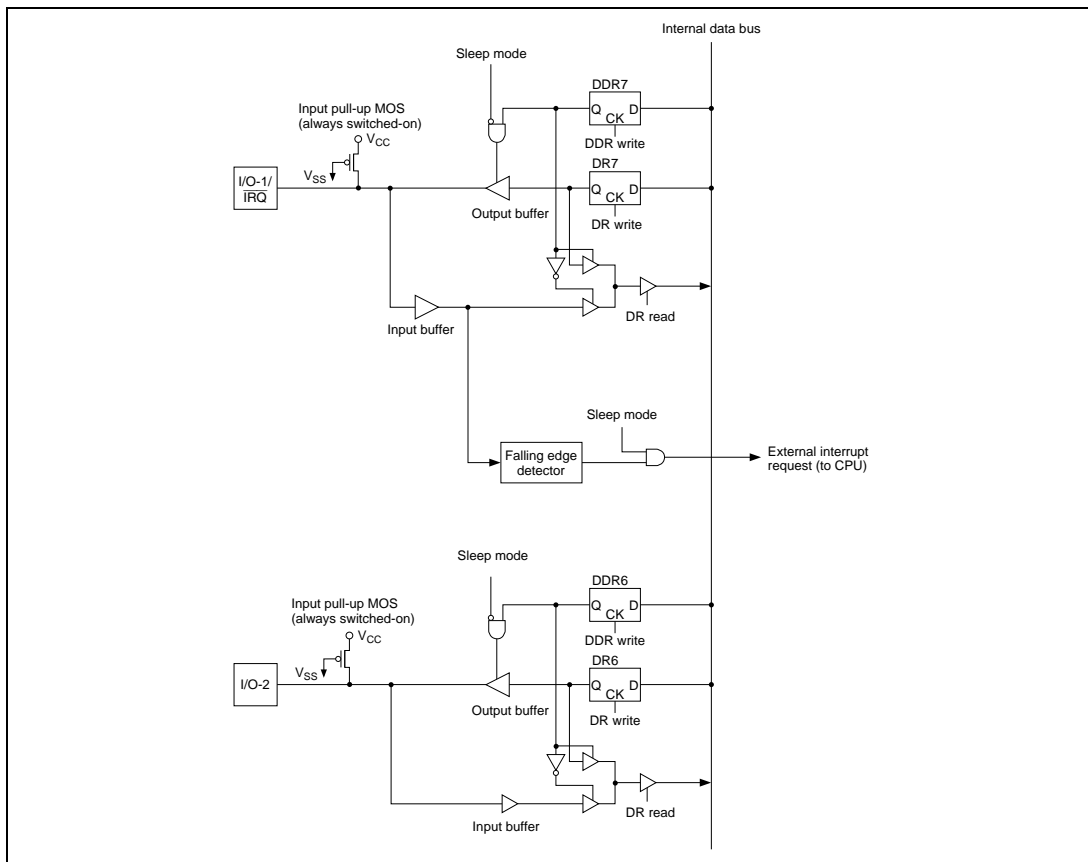 Internal data bus
Sleep mode
DDR7
Q D
CK
DDR write
Input pull-up MOS
(always switched-on)
VCC
VSS
I/O-1/
IRQ
DR7
Q D
CK
DR write
Output buffer
Input buffer
DR read
Sleep mode
Falling edge
detector
External interrupt
request (to CPU)
Sleep mode
DDR6
Q D
CK
DDR write
Input pull-up MOS
(always switched-on)
VCC
VSS
I/O-2
DR6
Q D
CK
DR write
Output buffer
Input buffer
DR read